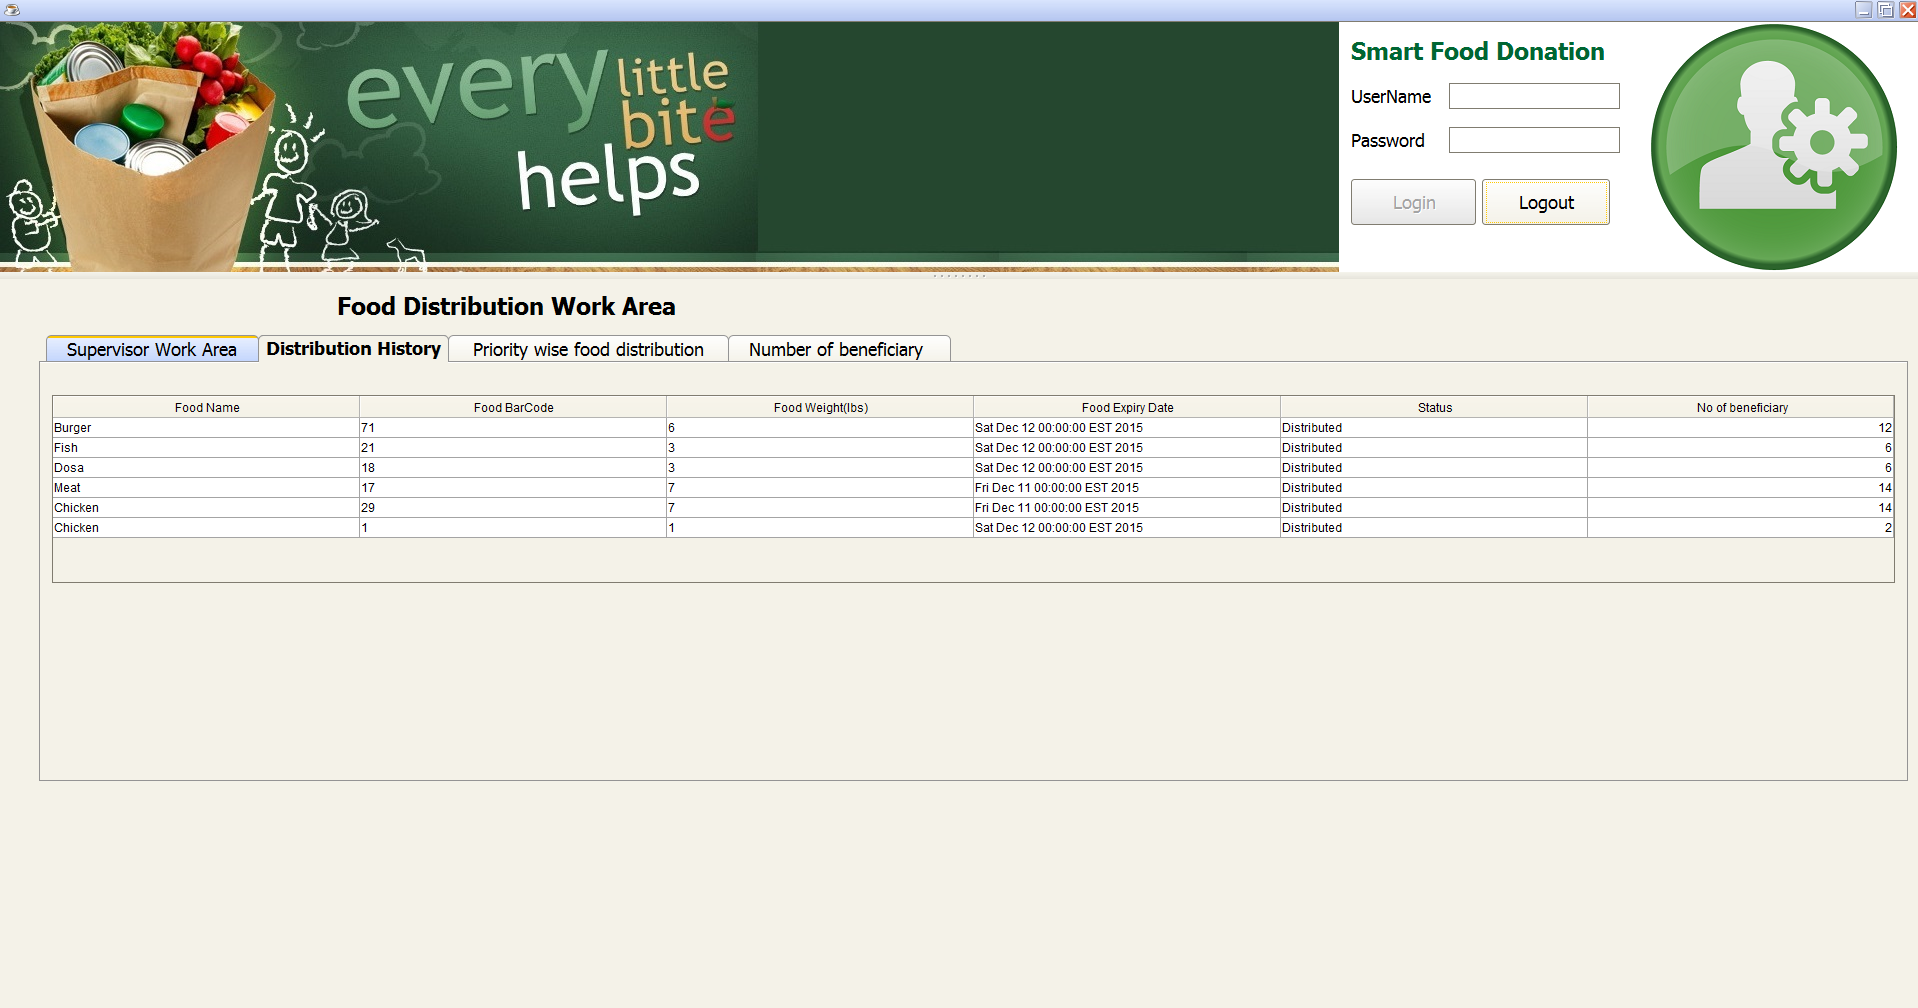 every little
bite
helps
Smart Food Donation
UserName
Password
Login Logout
Food Distribution Work Area
Supervisor Work Area Distribution History Priority wise food distribution Number of beneficiary
Food Name Food BarCode Food Weight(lbs) Food Expiry Date Status No of beneficiary
Burger 71 6 Sat Dec 12 00:00:00 EST 2015 Distributed 12
Fish 21 3 Sat Dec 12 00:00:00 EST 2015 Distributed 6
Dosa 18 3 Sat Dec 12 00:00:00 EST 2015 Distributed 6
Meat 17 7 Fri Dec 11 00:00:00 EST 2015 Distributed 14
Chicken 29 7 Fri Dec 11 00:00:00 EST 2015 Distributed 14
Chicken 1 1 Sat Dec 12 00:00:00 EST 2015 Distributed 2